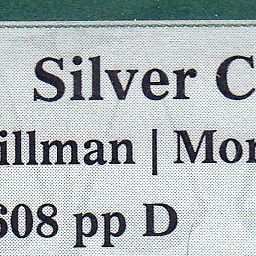 Silver C
illman | Mor
608 pp D